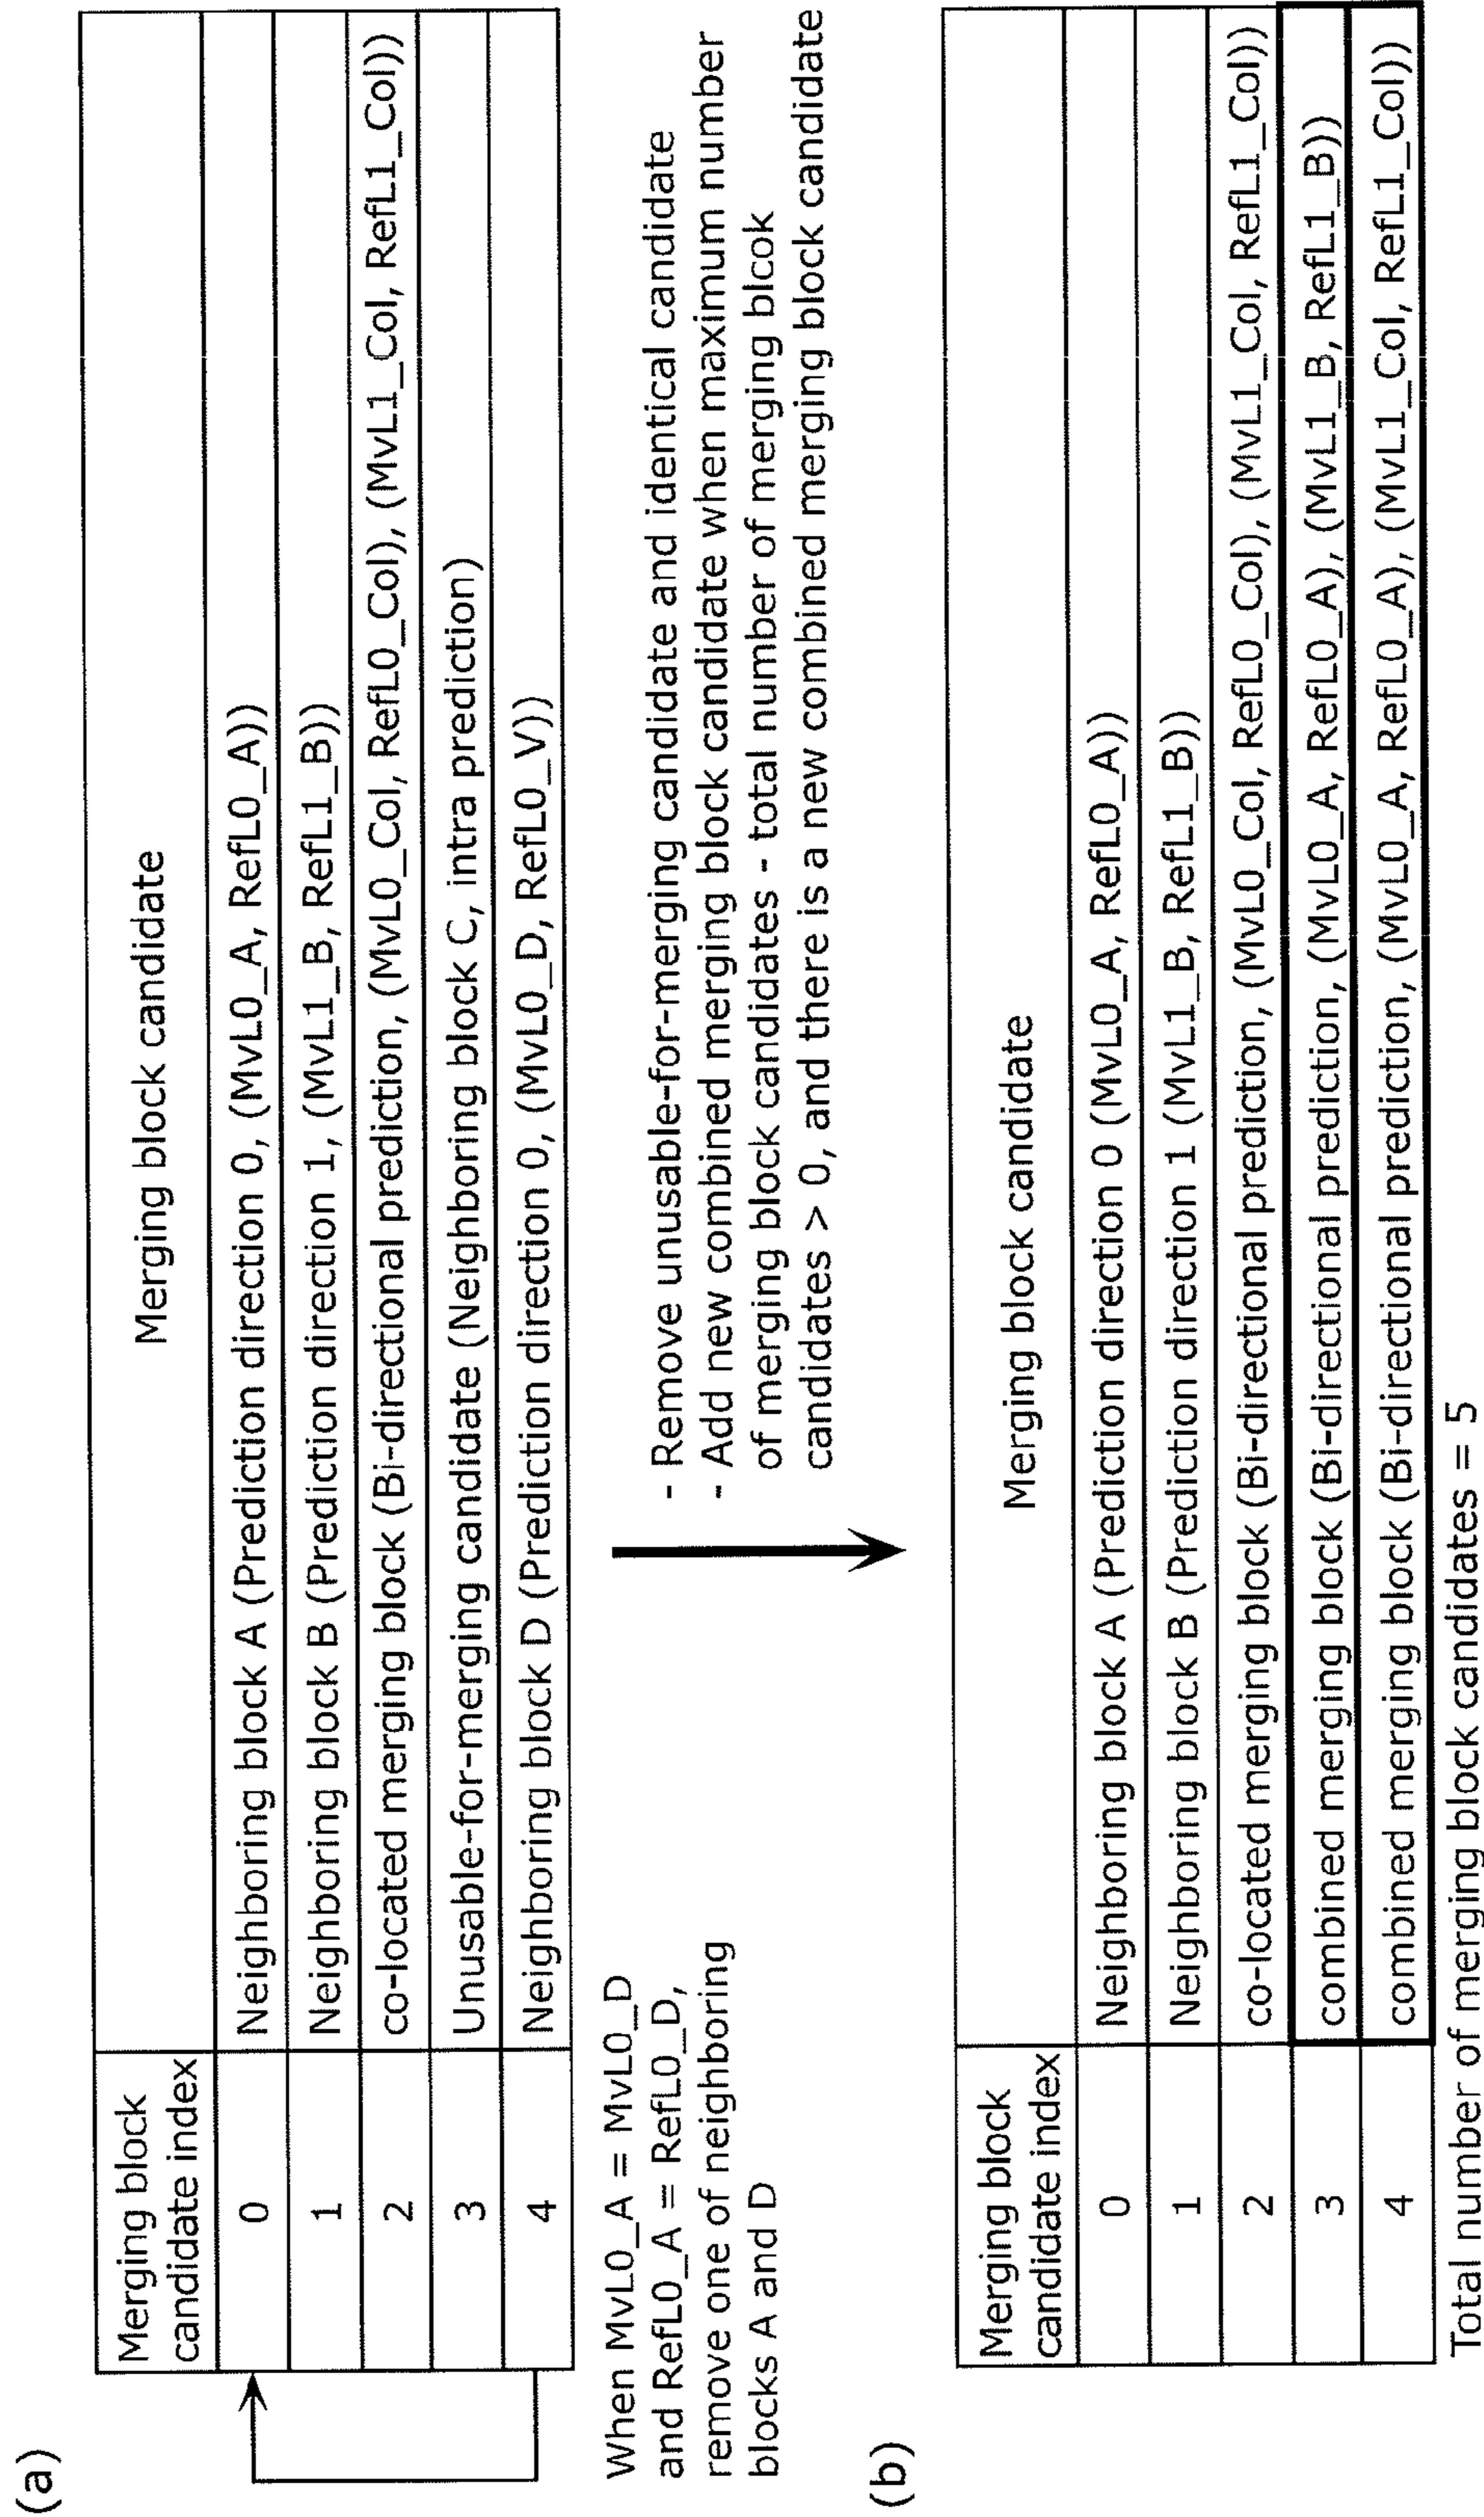 (a)
Merging block
candidate index
Merging block candidate
0
Neighboring block A (Prediction direction 0, (MvL0_A, RefL0_A))
1
Neighboring block B (Prediction direction 1, (MvL1_B, RefL1_B))
2
co-located merging block (Bi-directional prediction, (MvL0_Col, RefL0_Col), (MvL1_Col, RefL1_Col))
3
Unusable-for-merging candidate (Neighboring block C, intra prediction)
4
Neighboring block D (Prediction direction 0, (MvL0_D, RefL0_V))
When MvL0_A = MvL0_D
and RefL0_A = RefL0_D,
remove one of neighboring
blocks A and D
- Remove unusable-for-merging candidate and identical candidate
- Add new combined merging block candidate when maximum number
of merging block candidates - total number of merging blcok
candidates > 0, and there is a new combined merging block candidate
(b)
Merging block
candidate index
Merging block candidate
0
Neighboring block A (Prediction direction 0 (MvL0_A, RefL0_A))
1
Neighboring block B (Prediction direction 1 (MvL1_B, RefL1_B))
2
co-located merging block (Bi-directional prediction, (MvL0_Col, RefL0_Col), (MvL1_Col, RefL1_Col))
3
combined merging block (Bi-directional prediction, (MvL0_A, RefL0_A), (MvL1_B, RefL1_B))
4
combined merging block (Bi-directional prediction, (MvL0_A, RefL0_A), (MvL1_Col, RefL1_Col))
Total number of merging block candidates = 5